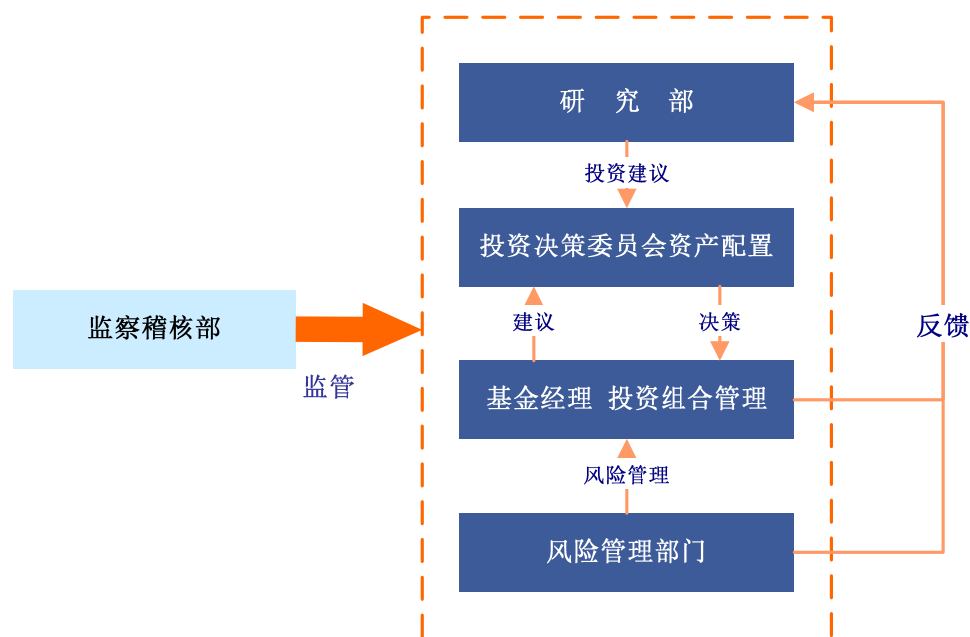 研 究 部
投资建议
投资决策委员会资产配置
建议
决策
反馈
监察稽核部
监管
基金经理 投资组合管理
风险管理
风险管理部门